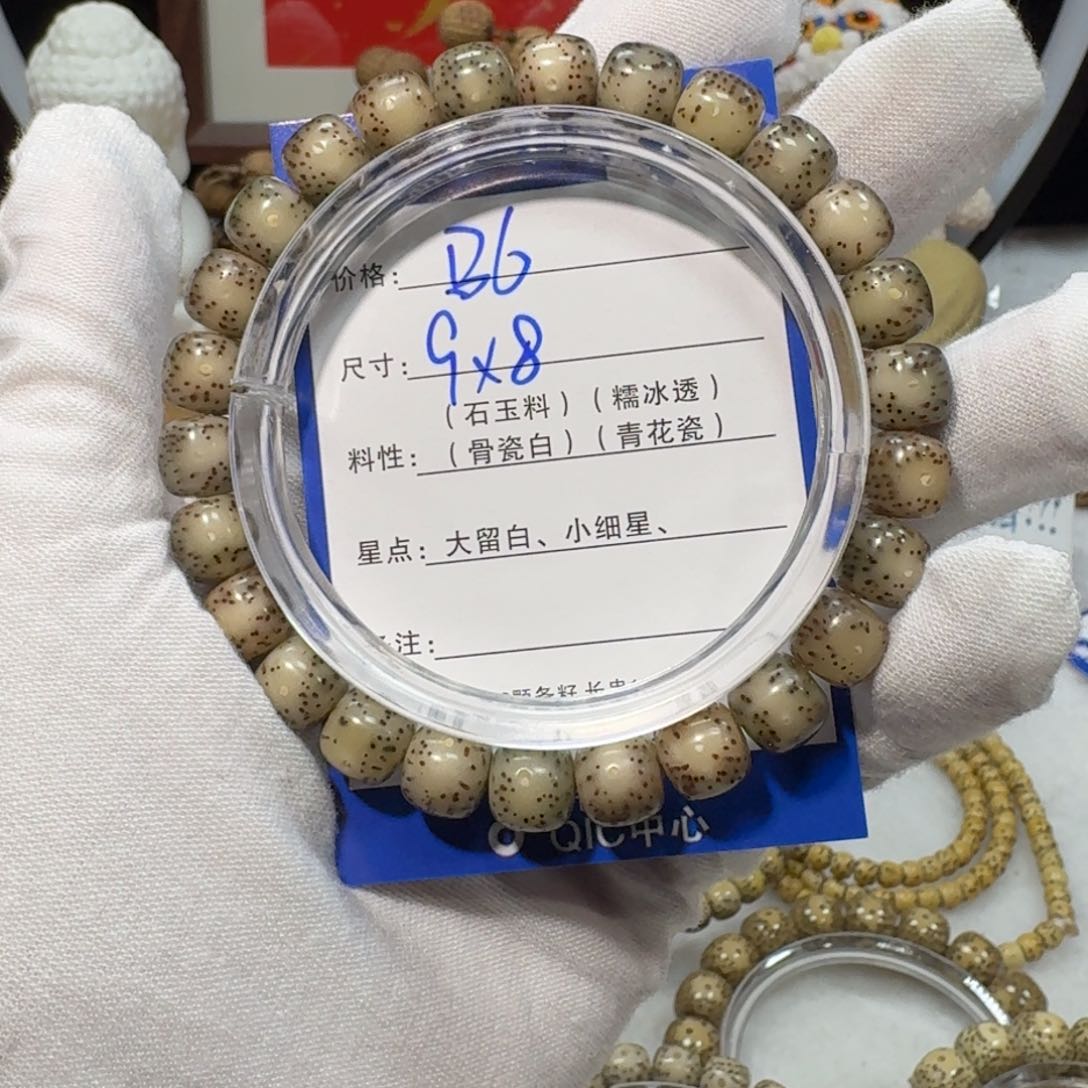 价格: B6
尺寸: 9x8
(石玉料) (糯冰透)
料性: (骨瓷白) (青花瓷)
星点: 大留白、小细星、
注:
QIC中心